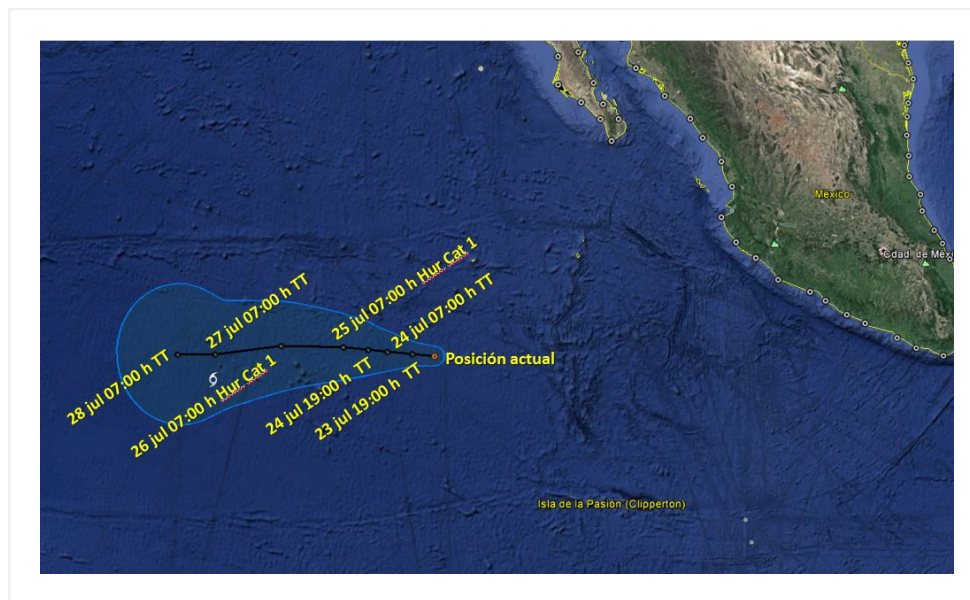 México
Cdad. de Méxi
25 jul 07:00 h Hur Cat 1
27 jul 07:00 h TT
24 jul 07:00 h TT
Posición actual
28 jul 07:00 h TT
26 jul 07:00 h Hur Cat 1
24 jul 19:00 h TT
23 jul 19:00 h TT
Isla de la Pasión (Clipperton)